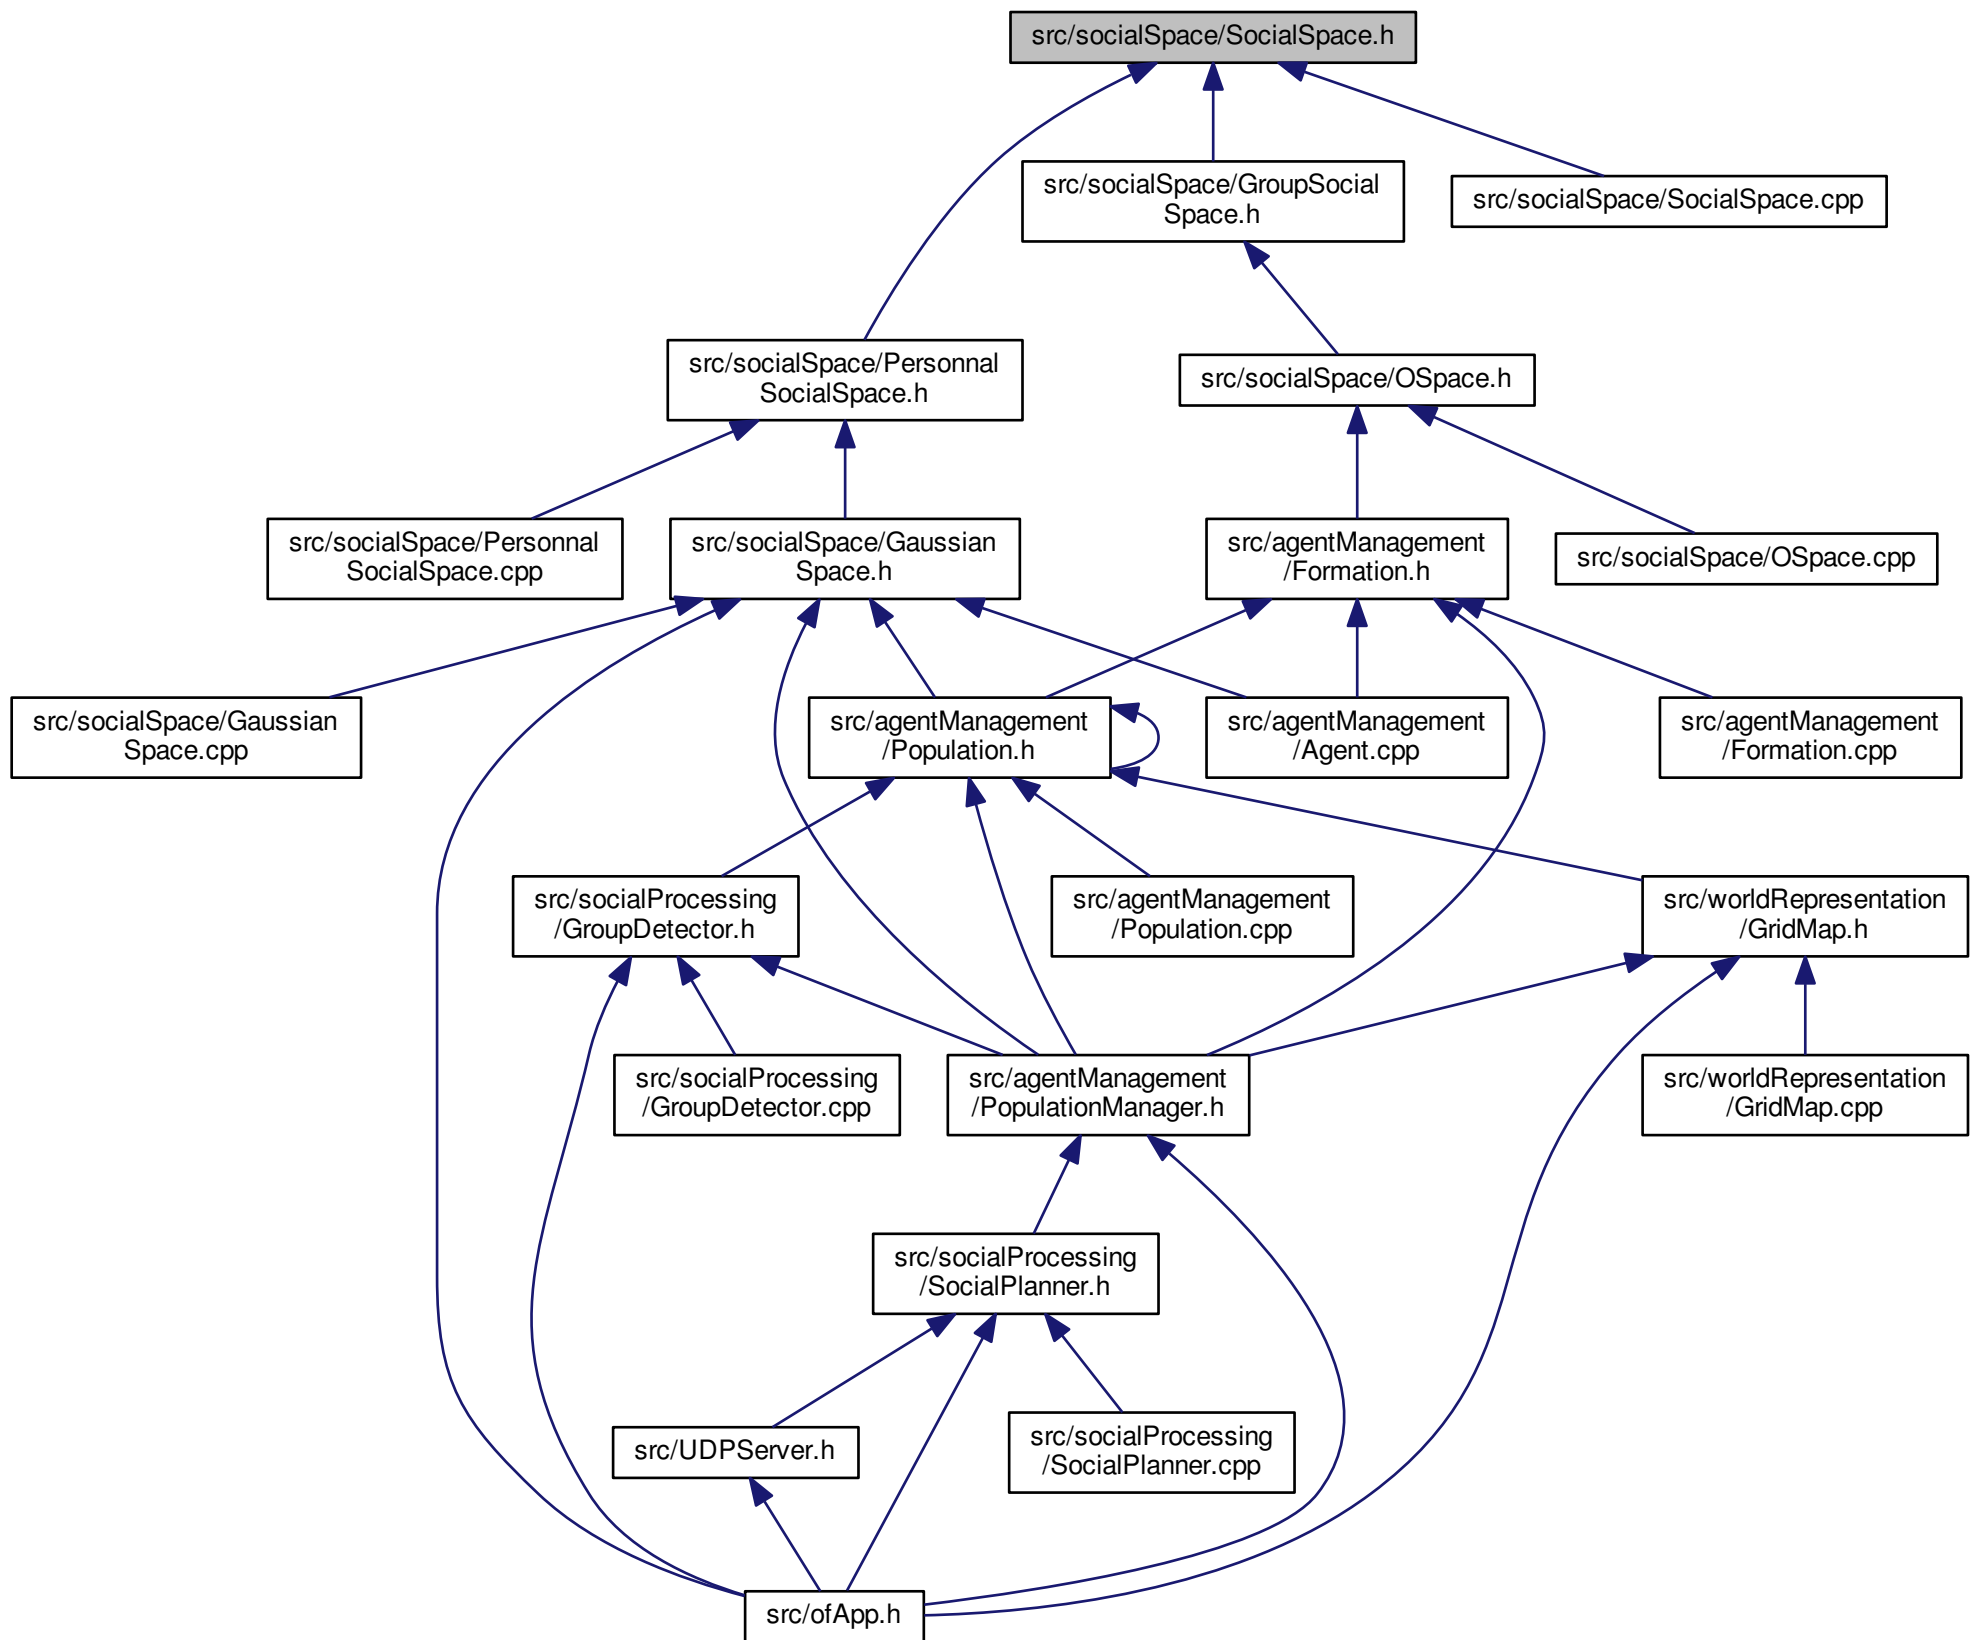 src/socialSpace/SocialSpace.h
src/socialSpace/GroupSocial
Space.h
src/socialSpace/SocialSpace.cpp
src/socialSpace/Personnal
SocialSpace.h
src/socialSpace/OSpace.h
src/socialSpace/Personnal
SocialSpace.cpp
src/socialSpace/Gaussian
Space.h
src/agentManagement
/Formation.h
src/socialSpace/OSpace.cpp
src/socialSpace/Gaussian
Space.cpp
src/agentManagement
/Population.h
src/agentManagement
/Agent.cpp
src/agentManagement
/Formation.cpp
src/socialProcessing
/GroupDetector.h
src/agentManagement
/Population.cpp
src/worldRepresentation
/GridMap.h
src/socialProcessing
/GroupDetector.cpp
src/agentManagement
/PopulationManager.h
src/worldRepresentation
/GridMap.cpp
src/socialProcessing
/SocialPlanner.h
src/UDPServer.h
src/socialProcessing
/SocialPlanner.cpp
src/ofApp.h